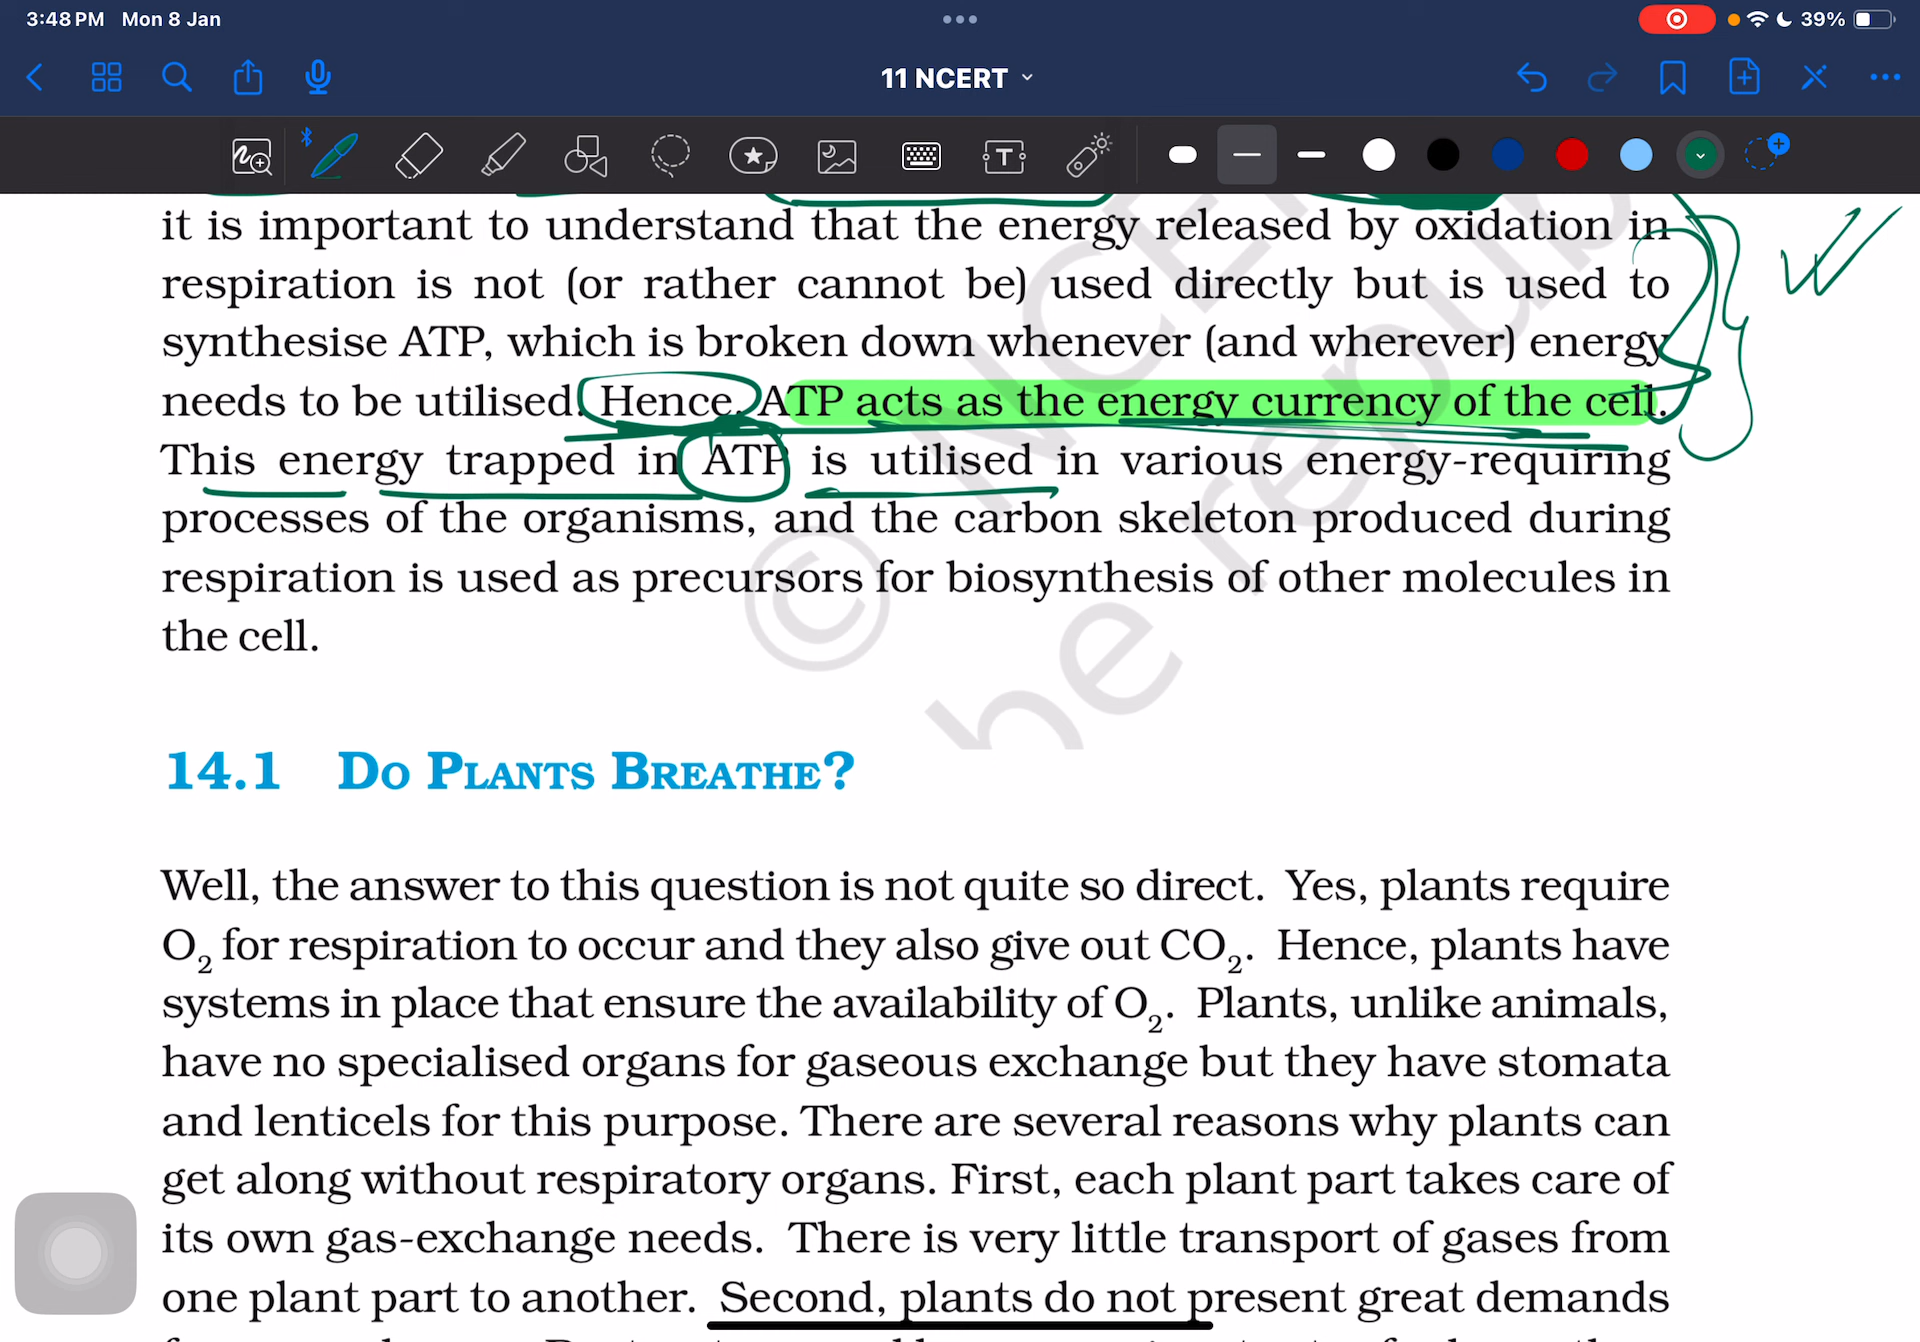 3:48 PM Mon 8 Jan
39%
11 NCERT
it is important to understand that the energy released by oxidation in
respiration is not (or rather cannot be) used directly but is used to
synthesise ATP, which is broken down whenever (and wherever) energy
needs to be utilised. Hence, ATP acts as the energy currency of the cell.
This energy trapped in ATP is utilised in various energy-requiring
processes of the organisms, and the carbon skeleton produced during
respiration is used as precursors for biosynthesis of other molecules in
the cell.
14.1 DO PLANTS BREATHE?
Well, the answer to this question is not quite so direct. Yes, plants require
O₂ for respiration to occur and they also give out CO₂. Hence, plants have
systems in place that ensure the availability of O₂. Plants, unlike animals,
have no specialised organs for gaseous exchange but they have stomata
and lenticels for this purpose. There are several reasons why plants can
get along without respiratory organs. First, each plant part takes care of
its own gas-exchange needs. There is very little transport of gases from
one plant part to another. Second, plants do not present great demands